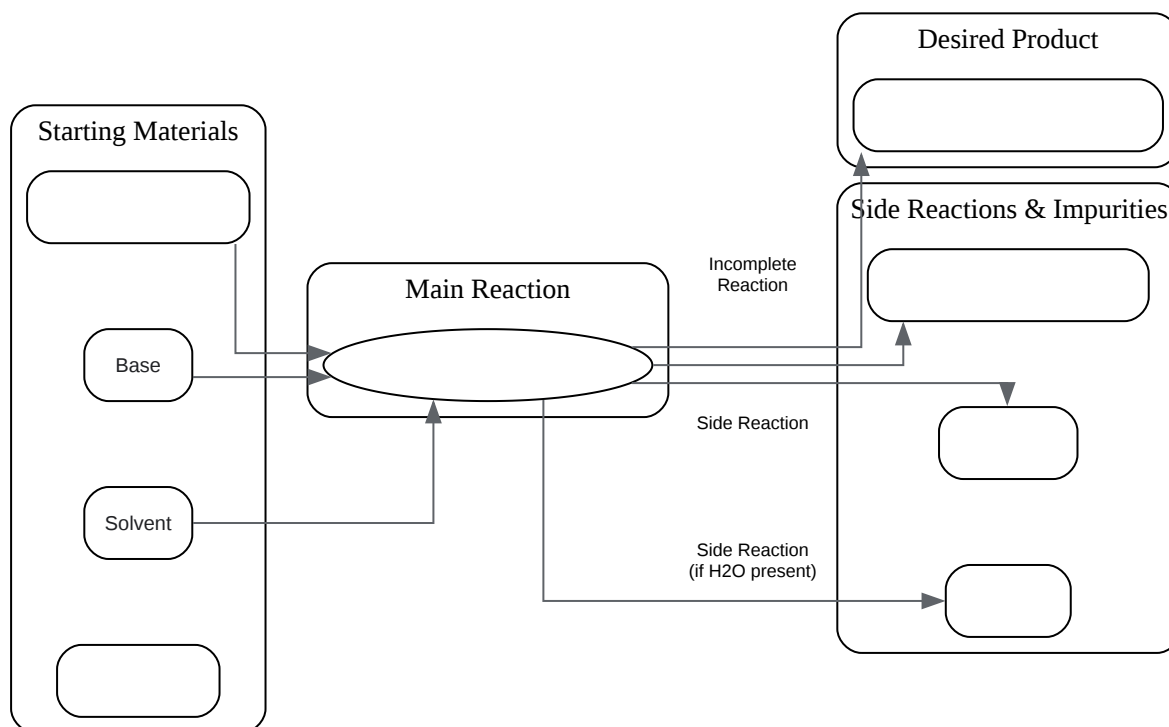 Desired Product
Starting Materials
Side Reactions & Impurities
Incomplete
Reaction
Main Reaction
Base
Side Reaction
Solvent
Side Reaction
(if H2O present)